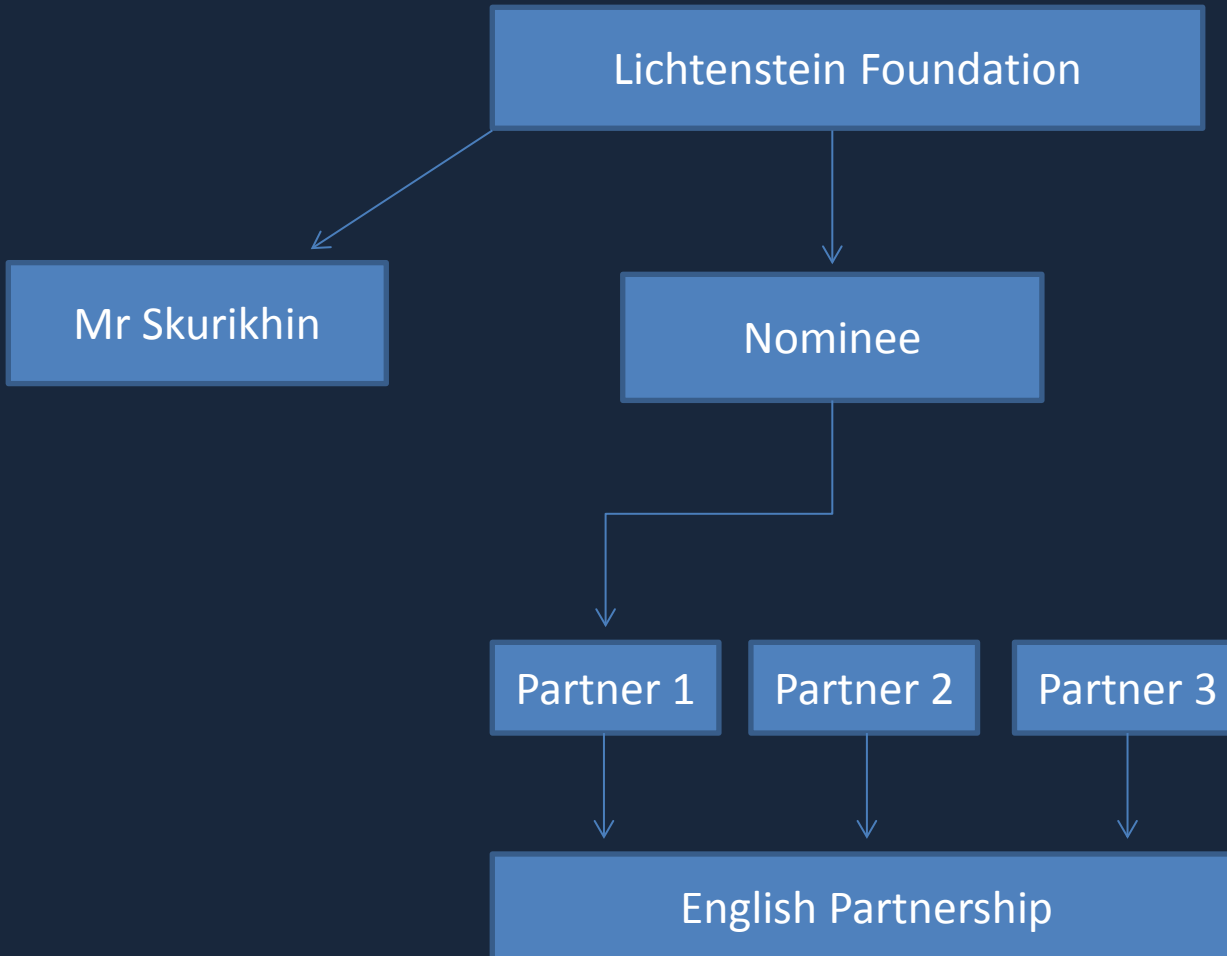 Lichtenstein Foundation
Mr Skurikhin
Nominee
Partner 1
Partner 2
Partner 3
English Partnership